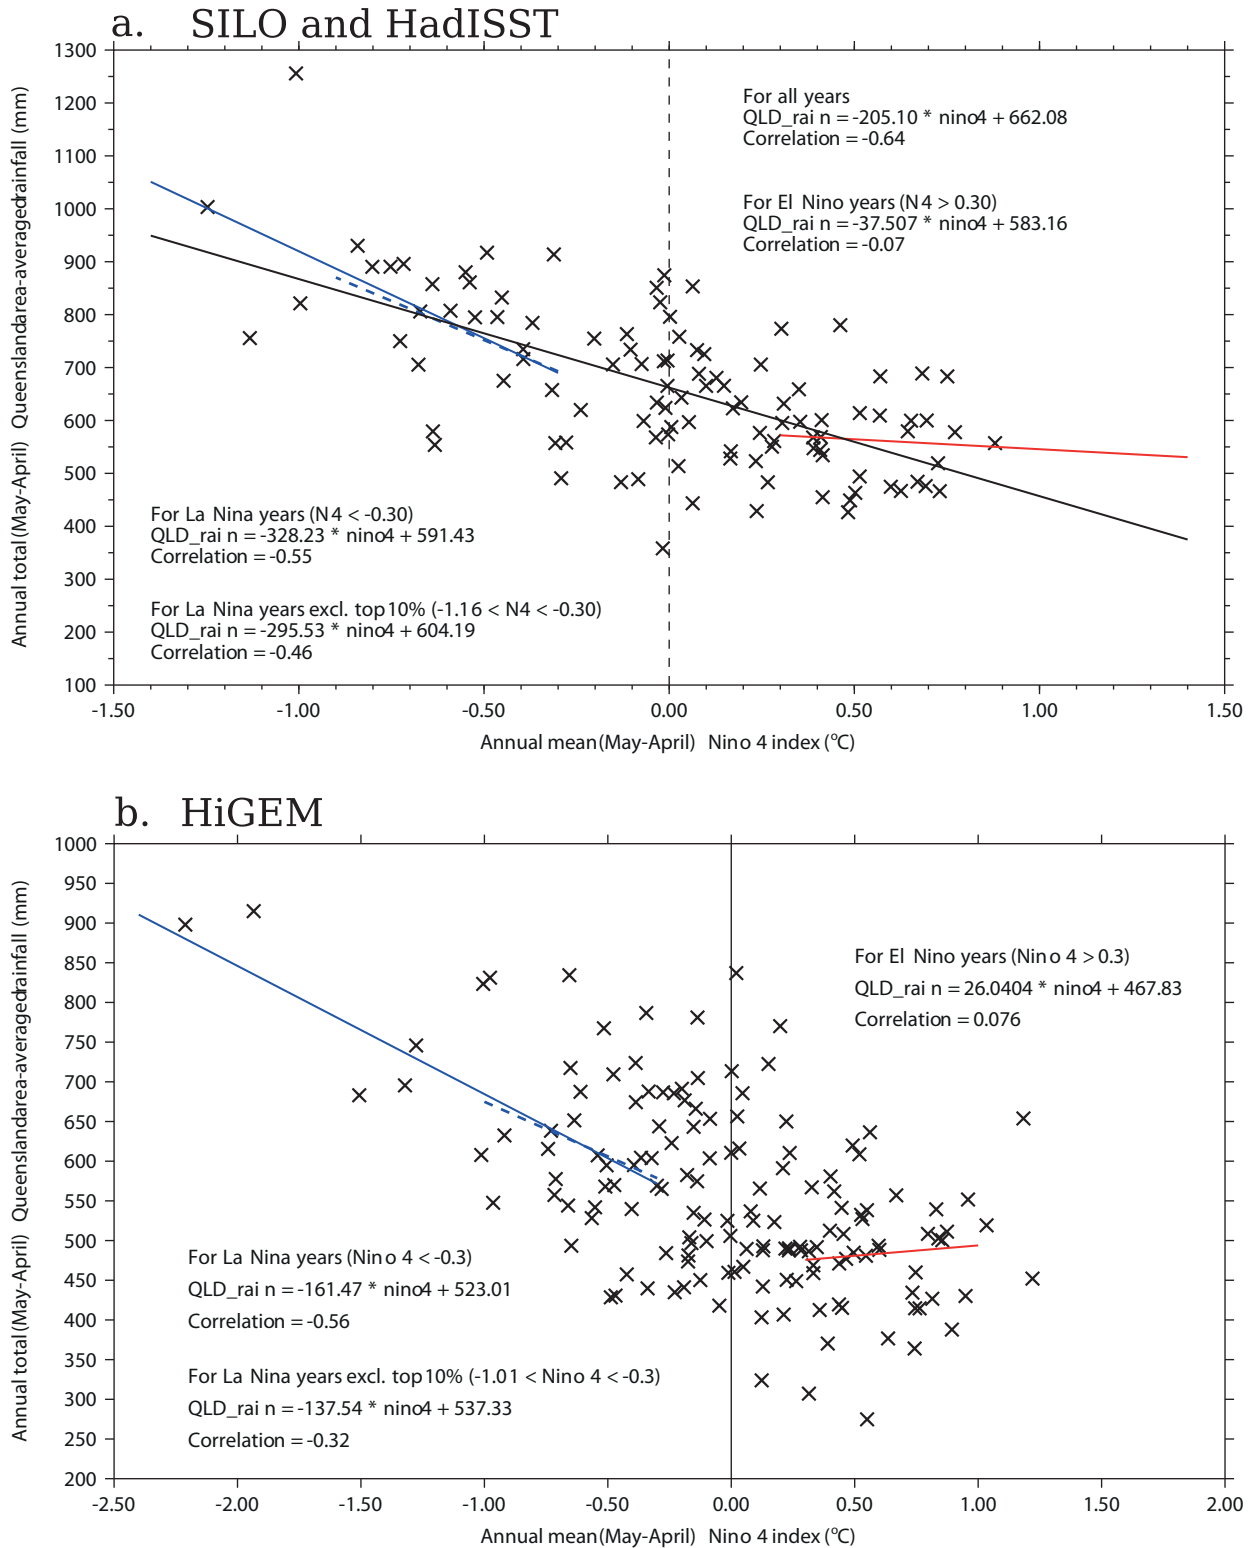 a. SILO and HadISST
1300
1200
1100
1000
900
800
700
600
500
400
300
200
100
Annual total (May-April) Queensland area-averaged rainfall (mm)
For all years
QLD_rai n = -205.10 * nino4 + 662.08
Correlation = -0.64
For El Nino years (N4 > 0.30)
QLD_rai n = -37.507 * nino4 + 583.16
Correlation = -0.07
For La Nina years (N4 < -0.30)
QLD_rai n = -328.23 * nino4 + 591.43
Correlation = -0.55
For La Nina years excl. top 10% (-1.16 < N4 < -0.30)
QLD_rai n = -295.53 * nino4 + 604.19
Correlation = -0.46
-1.50 -1.00 -0.50 0.00 0.50 1.00 1.50
Annual mean (May-April) Nino 4 index (°C)
b. HiGEM
1000
950
900
850
800
750
700
650
600
550
500
450
400
350
300
250
200
Annual total (May-April) Queensland area-averaged rainfall (mm)
For El Nino years (Nino 4 > 0.3)
QLD_rai n = 26.0404 * nino4 + 467.83
Correlation = 0.076
For La Nina years (Nino 4 < -0.3)
QLD_rai n = -161.47 * nino4 + 523.01
Correlation = -0.56
For La Nina years excl. top 10% (-1.01 < Nino 4 < -0.3)
QLD_rai n = -137.54 * nino4 + 537.33
Correlation = -0.32
-2.50 -2.00 -1.50 -1.00 -0.50 0.00 0.50 1.00 1.50 2.00
Annual mean (May-April) Nino 4 index (°C)